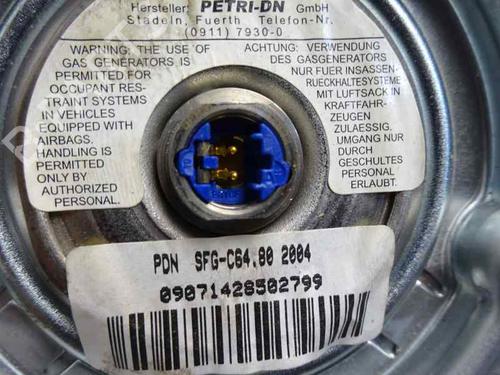 Hersteller: PETRI-DN GmbH
Stadeln, Fuerth Telefon-Nr.
(0911) 7930-0
WARNING: THE USE OF
GAS GENERATORS IS
PERMITTED FOR
OCCUPANT RES-
TRAINT SYSTEMS
IN VEHICLES
EQUIPPED WITH
AIRBAGS.
HANDLING IS
PERMITTED
ONLY BY
AUTHORIZED
PERSONAL.
ACHTUNG: VERWENDUNG
DES GASGENERATORS
NUR FUER INSASSEN-
RUECKHALTESYSTEME
MIT LUFTSACK IN
KRAFTFAHR-
ZEUGEN
ZULAESSIG.
UMGANG NUR
DURCH
GESCHULTES
PERSONAL
ERLAUBT.
PDN SFG-C64.80 2004
09071428502799